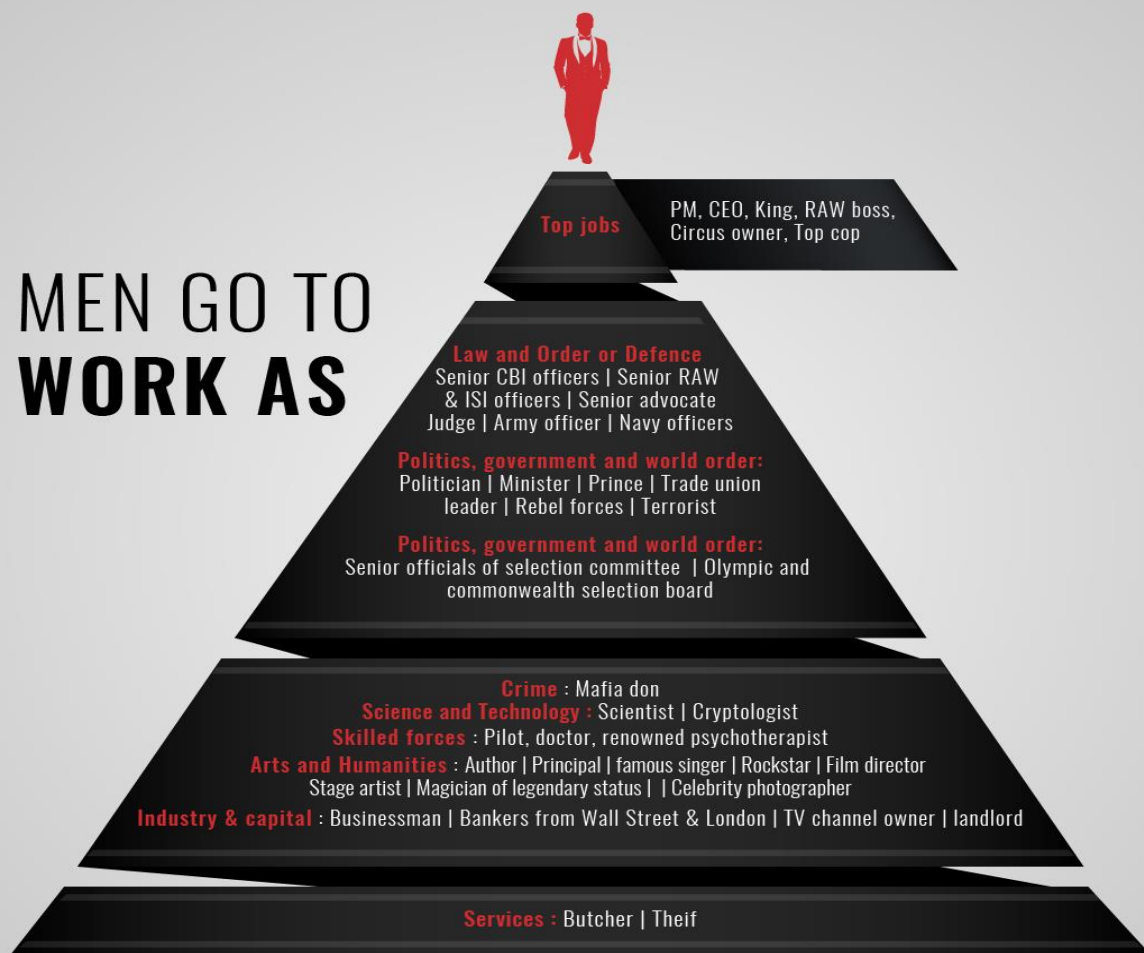 MEN GO TO
WORK AS
Top jobs
PM, CEO, King, RAW boss,
Circus owner, Top cop
Law and Order or Defence
Senior CBI officers | Senior RAW
& ISI officers | Senior advocate
Judge | Army officer | Navy officers
Politics, government and world order:
Politician | Minister | Prince | Trade union
leader | Rebel forces | Terrorist
Politics, government and world order:
Senior officials of selection committee | Olympic and
commonwealth selection board
Crime : Mafia don
Science and Technology : Scientist | Cryptologist
Skilled forces : Pilot, doctor, renowned psychotherapist
Arts and Humanities : Author | Principal | famous singer | Rockstar | Film director
Stage artist | Magician of legendary status | | Celebrity photographer
Industry & capital : Businessman | Bankers from Wall Street & London | TV channel owner | landlord
Services : Butcher | Theif